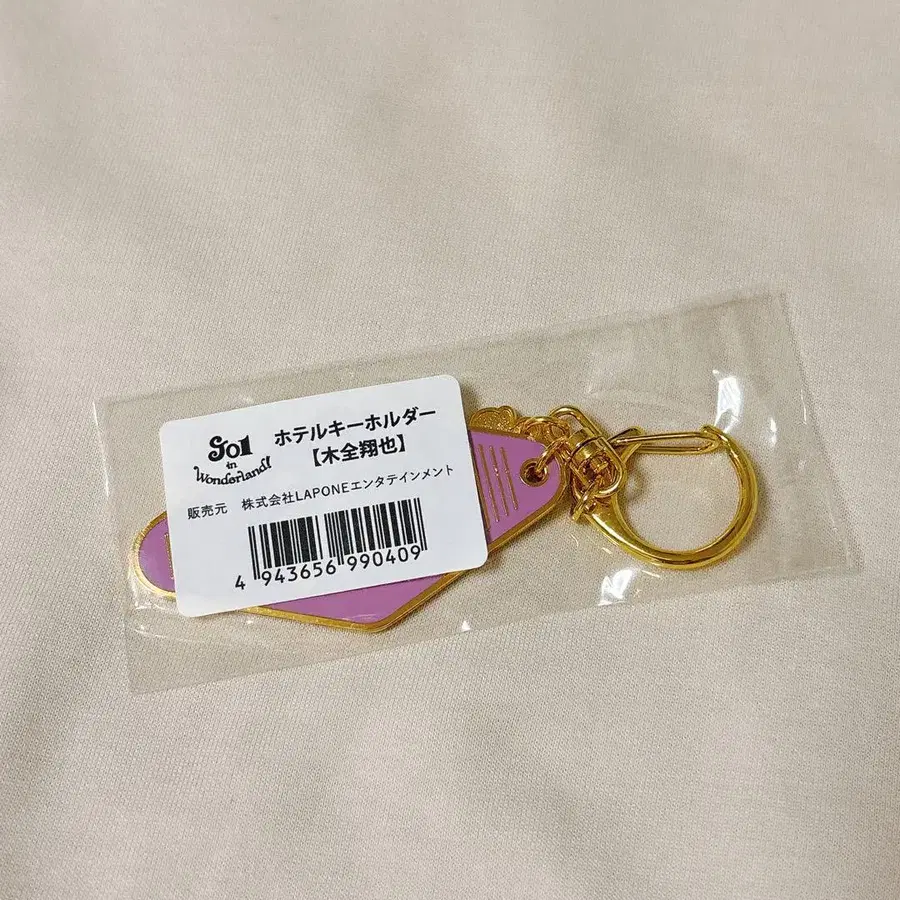 JO1
in
Wonderland!
ホテルキーホルダー
【木全翔也】
販売元 株式会社LAPONEエンタテインメント
4 943656 990409